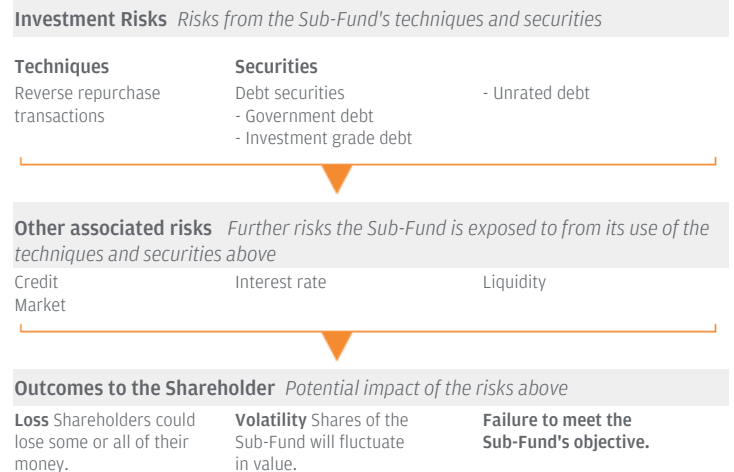 Investment Risks Risks from the Sub-Fund's techniques and securities
Techniques
Reverse repurchase
transactions
Securities
Debt securities
- Government debt
- Investment grade debt
- Unrated debt
Other associated risks Further risks the Sub-Fund is exposed to from its use of the
techniques and securities above
Credit
Market
Interest rate
Liquidity
Outcomes to the Shareholder Potential impact of the risks above
Loss Shareholders could
lose some or all of their
money.
Volatility Shares of the
Sub-Fund will fluctuate
in value.
Failure to meet the
Sub-Fund's objective.